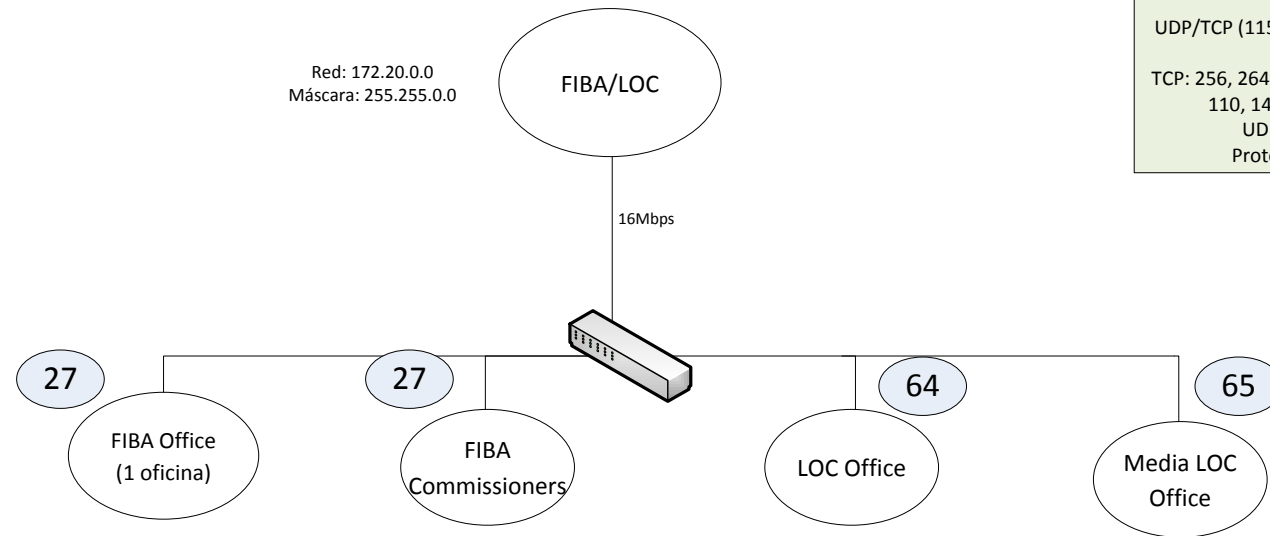 UDP/TCP (115
Red: 172.20.0.0
Máscara: 255.255.0.0
FIBA/LOC
TCP: 256, 264
110, 14
UD
Prot
16Mbps
27
27
64
65
FIBA Office
(1 oficina)
FIBA
Commissioners
LOC Office
Media LOC
Office